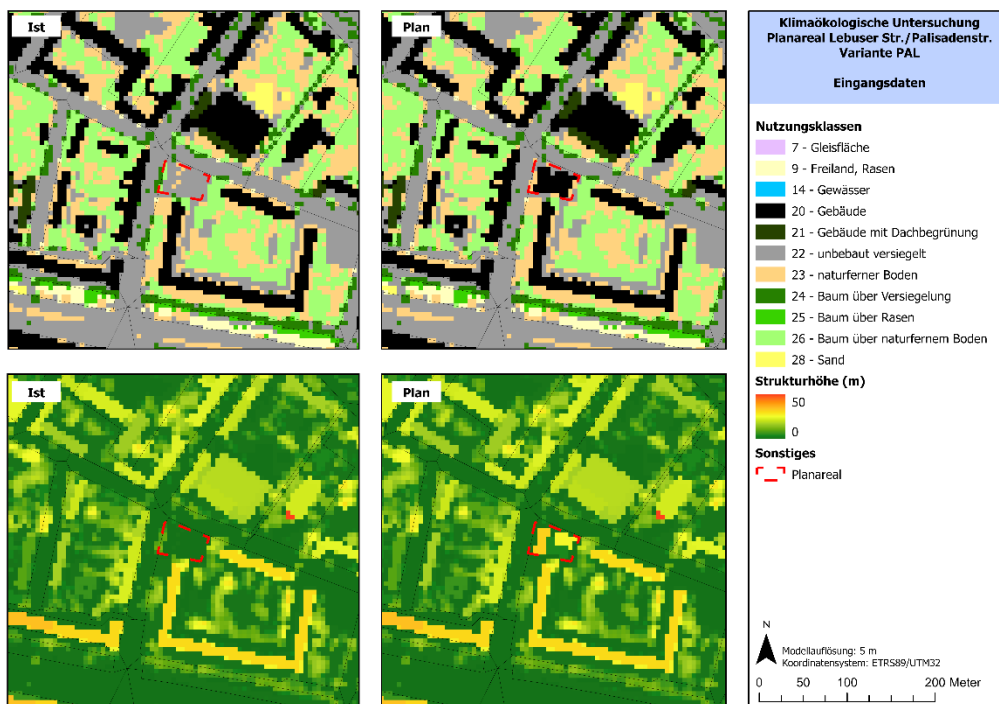 Ist
Plan
Klimaökologische Untersuchung
Planareal Lebuser Str./Palisadenstr.
Variante PAL
Eingangsdaten
Nutzungsklassen
7 - Gleisfläche
9 - Freiland, Rasen
14 - Gewässer
20 - Gebäude
21 - Gebäude mit Dachbegrünung
22 - unbebaut versiegelt
23 - naturferner Boden
24 - Baum über Versiegelung
25 - Baum über Rasen
26 - Baum über naturfernem Boden
28 - Sand
Strukturhöhe (m)
50
0
Sonstiges
Planareal
Ist
Plan
N
Modellauflösung: 5 m
Koordinatensystem: ETRS89/UTM32
0 50 100 200 Meter